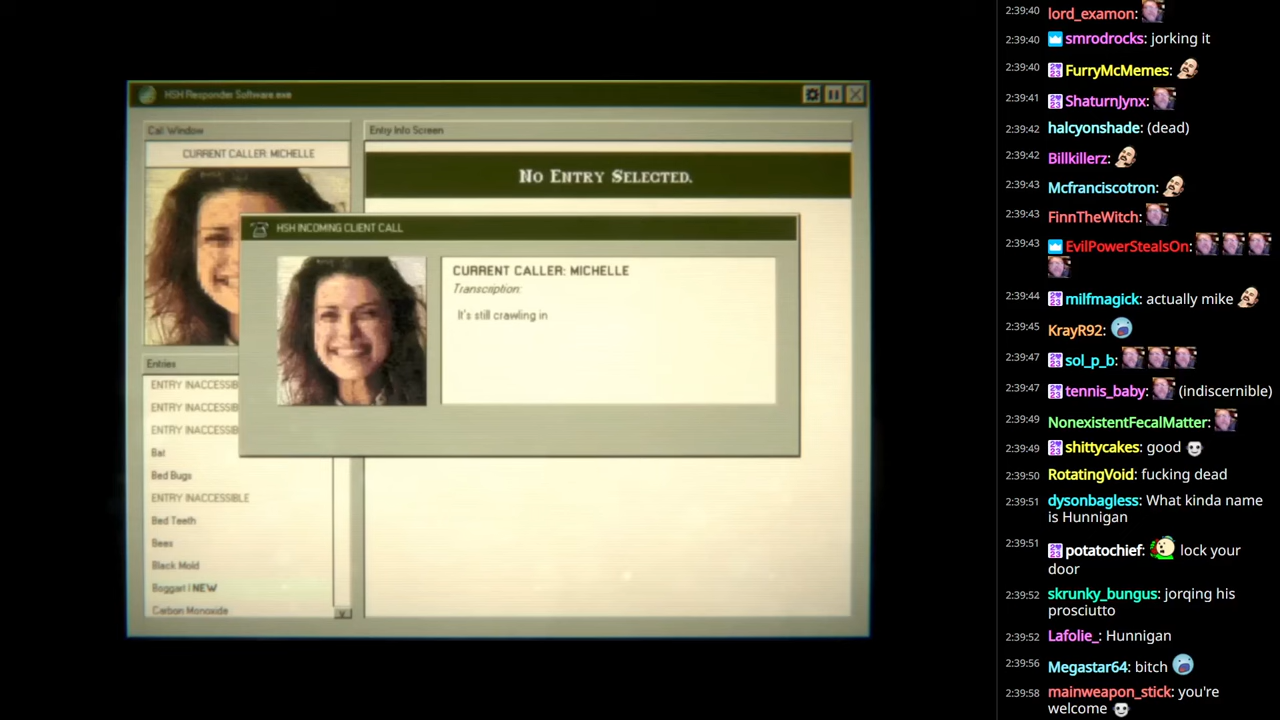 HSH Responder Software.exe
Call Window
CURRENT CALLER: MICHELLE
Entries
ENTRY INACCESSIB
ENTRY INACCESSIB
ENTRY INACCESSIB
Bat
Bed Bugs
ENTRY INACCESSIBLE
Bed Teeth
Bees
Black Mold
Boggart | NEW
Carbon Monoxide
Entry Info Screen
NO ENTRY SELECTED.
HSH INCOMING CLIENT CALL
CURRENT CALLER: MICHELLE
Transcription:
It's still crawling in
2:39:40 lord_examon:
2:39:40 smrodrocks: jorking it
2:39:40 FurryMcMemes:
2:39:41 ShaturnJynx:
2:39:42 halcyonshade: (dead)
2:39:42 Billkillerz:
2:39:43 Mcfranciscotron:
2:39:43 FinnTheWitch:
2:39:43 EvilPowerStealsOn:
2:39:44 milfmagick: actually mike
2:39:45 KrayR92:
2:39:47 sol_p_b:
2:39:47 tennis_baby: (indiscernible)
2:39:49 NonexistentFecalMatter:
2:39:49 shittycakes: good
2:39:50 RotatingVoid: fucking dead
2:39:51 dysonbagless: What kinda name
is Hunnigan
2:39:51 potatochief: lock your
door
2:39:52 skrunky_bungus: jorqing his
prosciutto
2:39:52 Lafolie_: Hunnigan
2:39:56 Megastar64: bitch
2:39:58 mainweapon_stick: you're
welcome